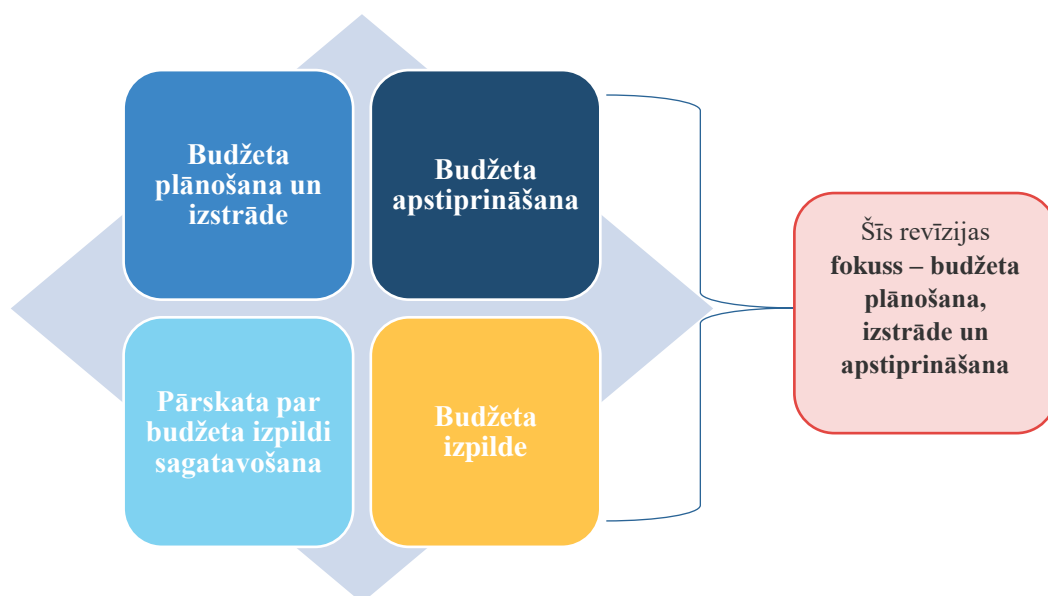 Budžeta
plānošana un
izstrāde
Budžeta
apstiprināšana
Pārskata par
budžeta izpildi
sagatavošana
Budžeta
izpilde
Šīs revīzijas
fokuss – budžeta
plānošana,
izstrāde un
apstiprināšana